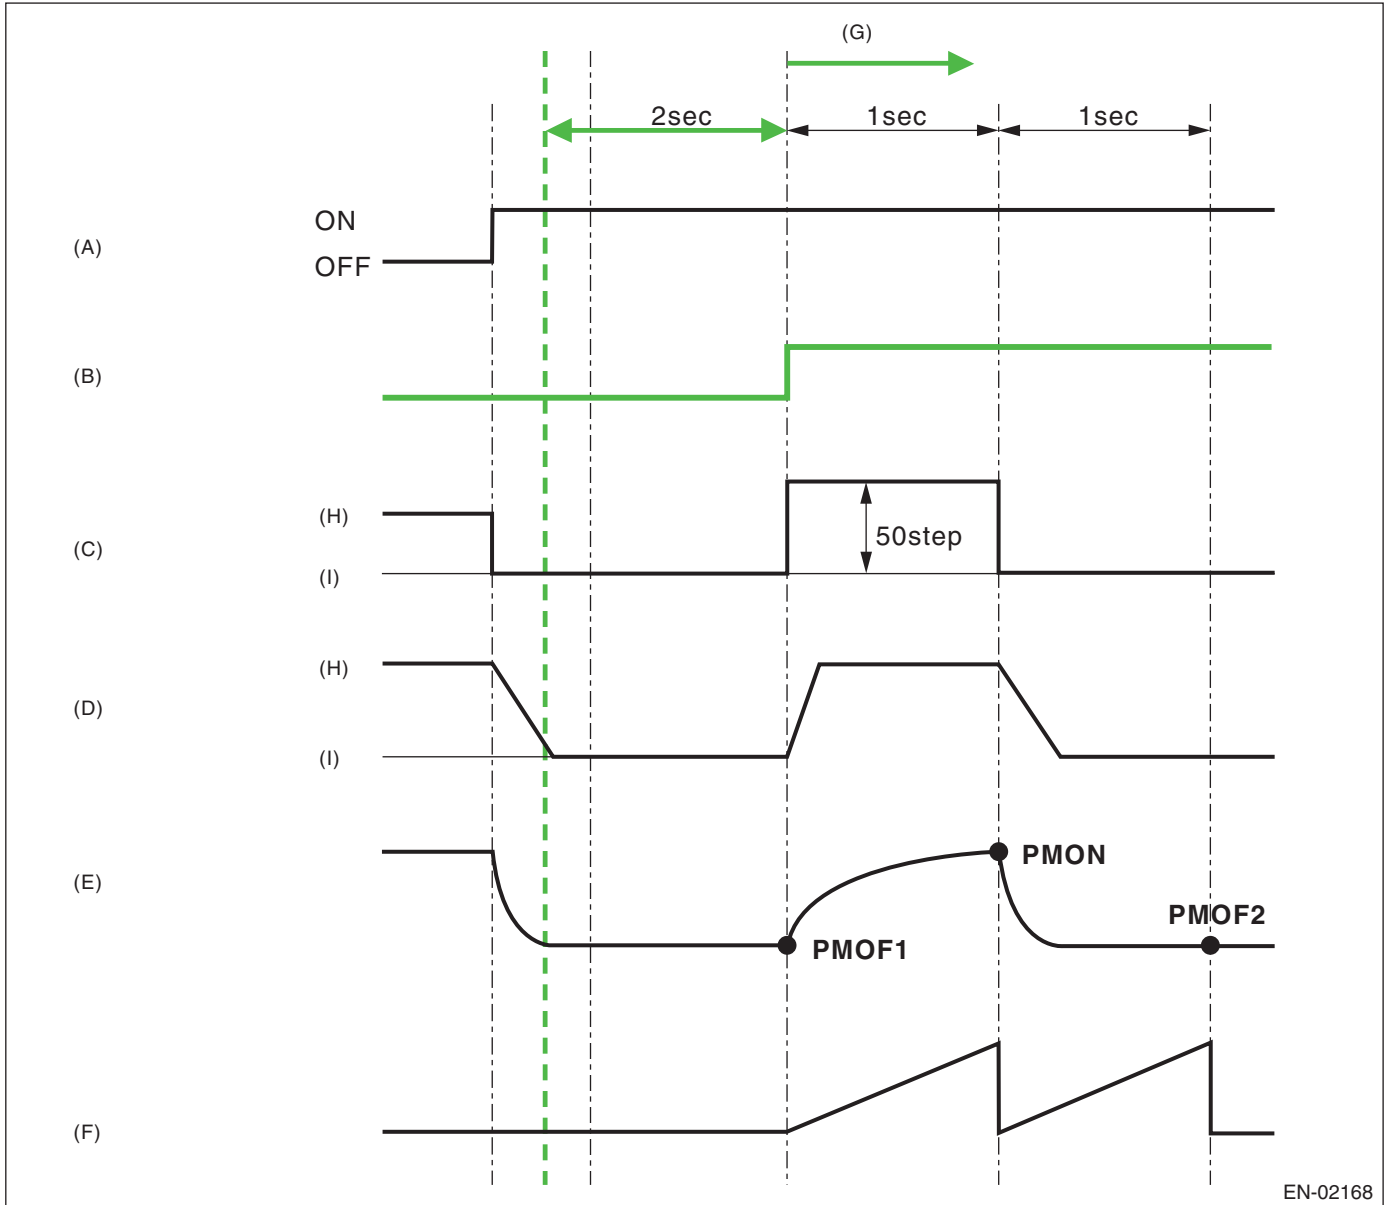 (G)
2sec 1sec 1sec
ON
(A)
OFF
(B)
(H)
50step
(C)
(I)
(H)
(D)
(I)
PMON
(E)
PMOF2
PMOF1
(F)
EN-02168